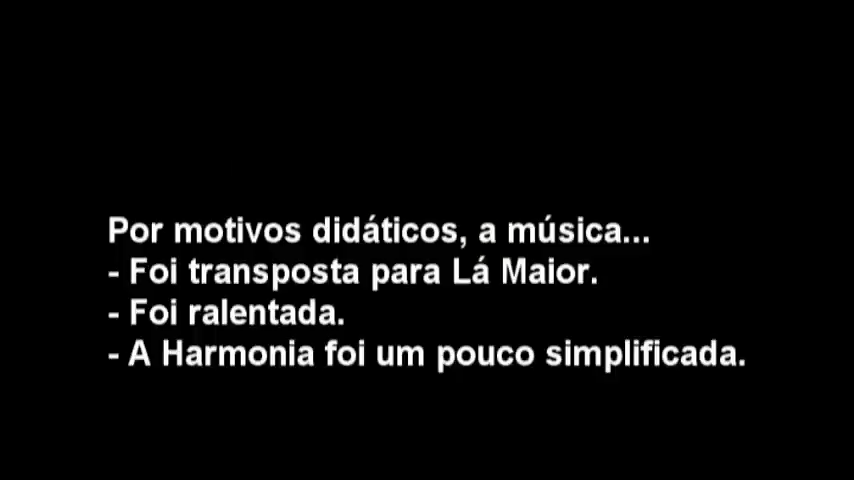 Por motivos didáticos, a música...
- Foi transposta para Lá Maior.
- Foi ralentada.
- A Harmonia foi um pouco simplificada.